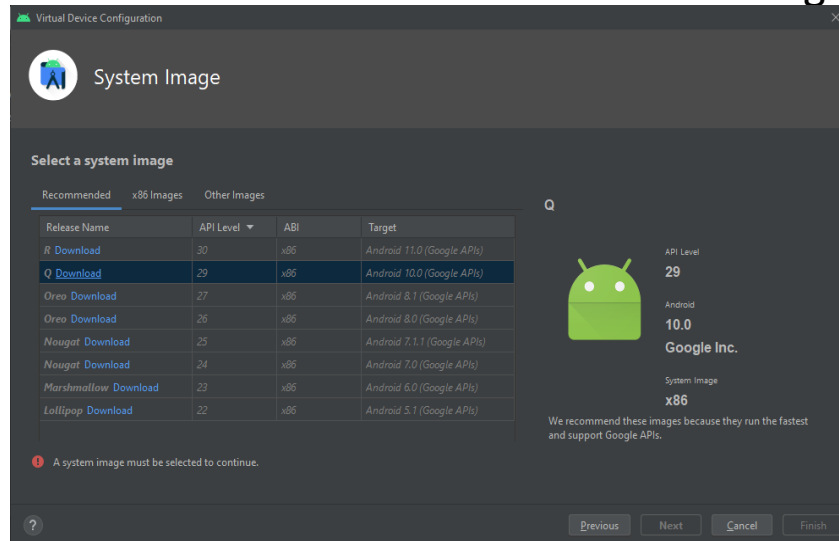 Virtual Device Configuration
System Image
Select a system image
Recommended x86 Images Other Images
Release Name API Level ABI Target
R Download 30 x86 Android 11.0 (Google APIs)
Q Download 29 x86 Android 10.0 (Google APIs)
Oreo Download 27 x86 Android 8.1 (Google APIs)
Oreo Download 26 x86 Android 8.0 (Google APIs)
Nougat Download 25 x86 Android 7.1.1 (Google APIs)
Nougat Download 24 x86 Android 7.0 (Google APIs)
Marshmallow Download 23 x86 Android 6.0 (Google APIs)
Lollipop Download 22 x86 Android 5.1 (Google APIs)
A system image must be selected to continue.
Q
API Level
29
Android
10.0
Google Inc.
System Image
x86
We recommend these images because they run the fastest
and support Google APIs.
? Previous Next Cancel Finish